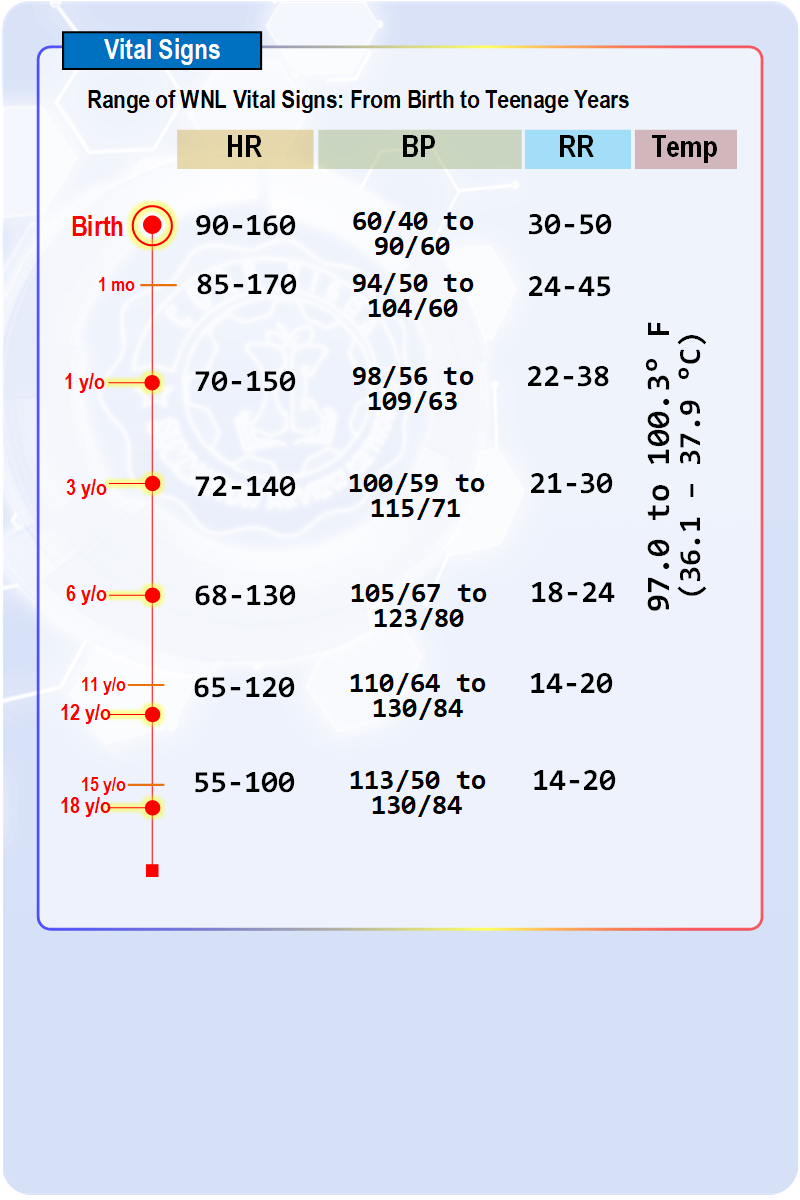 Vital Signs
Range of WNL Vital Signs: From Birth to Teenage Years
HR BP RR Temp
Birth 90-160 60/40 to 30-50
90/60
1 mo 85-170 94/50 to 24-45
104/60
1 y/o 70-150 98/56 to 22-38
109/63
3 y/o 72-140 100/59 to 21-30
115/71
6 y/o 68-130 105/67 to 18-24
123/80
11 y/o 65-120 110/64 to 14-20
130/84
12 y/o
15 y/o 55-100 113/50 to 14-20
130/84
18 y/o
97.0 to 100.3° F
(36.1 – 37.9 °C)